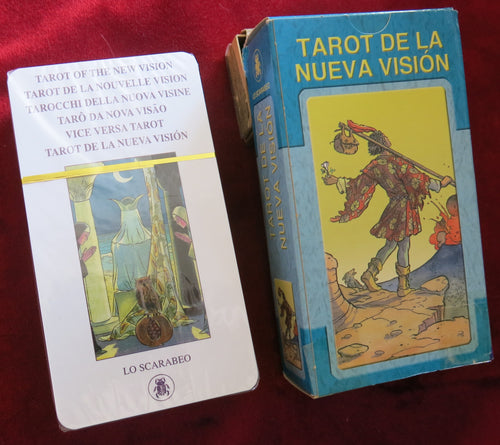 TAROT OF THE NEW VISION
TAROT DE LA NOUVELLE VISION
TAROCCHI DELLA NUOVA VISINE
TARÔ DA NOVA VISÃO
VICE VERSA TAROT
TAROT DE LA NUEVA VISIÓN
LO SCARABEO
TAROT DE LA
NUEVA VISIÓN
TAROT DE LA
NUEVA VISIÓN
LO SCARABEO